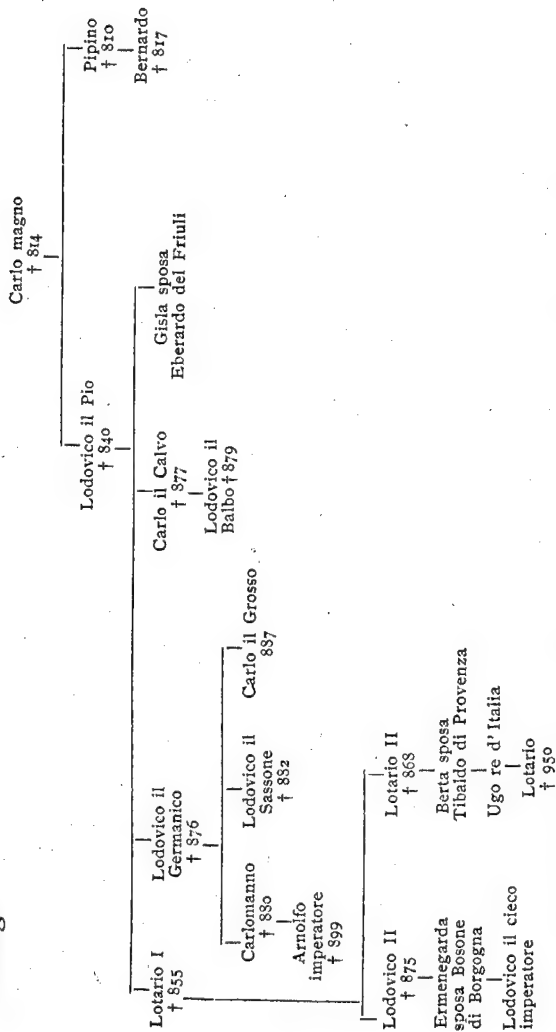 Carlo magno
† 814
Lodovico il Pio
† 840
Pipino
† 810
Bernardo
† 817
Lotario I
† 855
Lodovico il
Germanico
† 876
Carlo il Calvo
† 877
Lodovico il
Balbo † 879
Gisla sposa
Eberardo del Friuli
Carlomanno
† 880
Arnolfo
imperatore
† 899
Lodovico il
Sassone
† 882
Carlo il Grosso
887
Lodovico II
† 875
Ermenegarda
sposa Bosone
di Borgogna
Lodovico il cieco
imperatore
Lotario II
† 868
Berta sposa
Tibaldo di Provenza
Ugo re d'Italia
Lotario
† 950